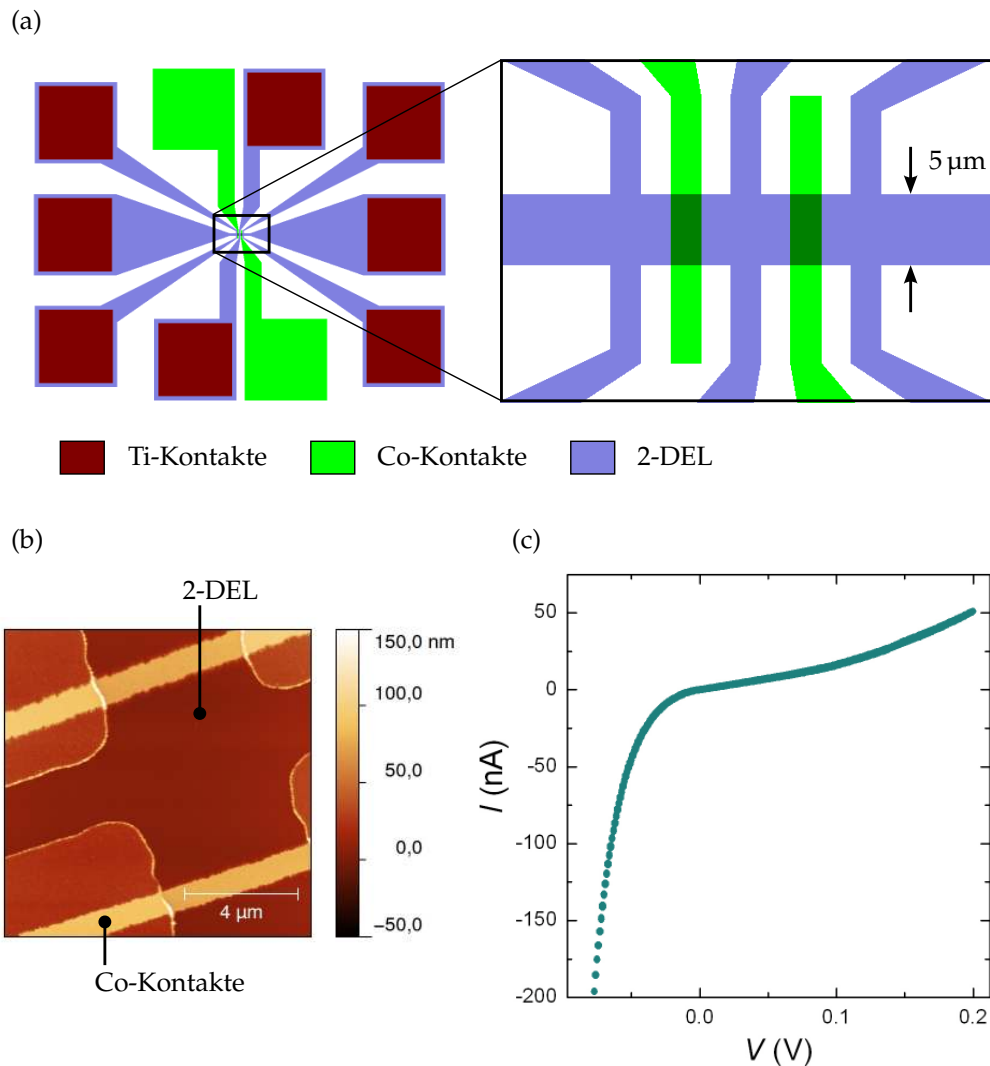 (a)
5 µm
Ti-Kontakte
Co-Kontakte
2-DEL
(b)
2-DEL
150,0 nm
100,0
50,0
0,0
−50,0
4 µm
Co-Kontakte
(c)
50
0
-50
-100
-150
-200
I (nA)
0.0
0.1
0.2
V (V)